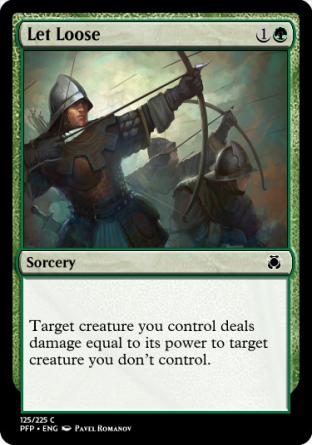 Let Loose 1
Sorcery
Target creature you control deals
damage equal to its power to target
creature you don't control.
125/225 C
PFP • ENG PAVEL ROMANOV